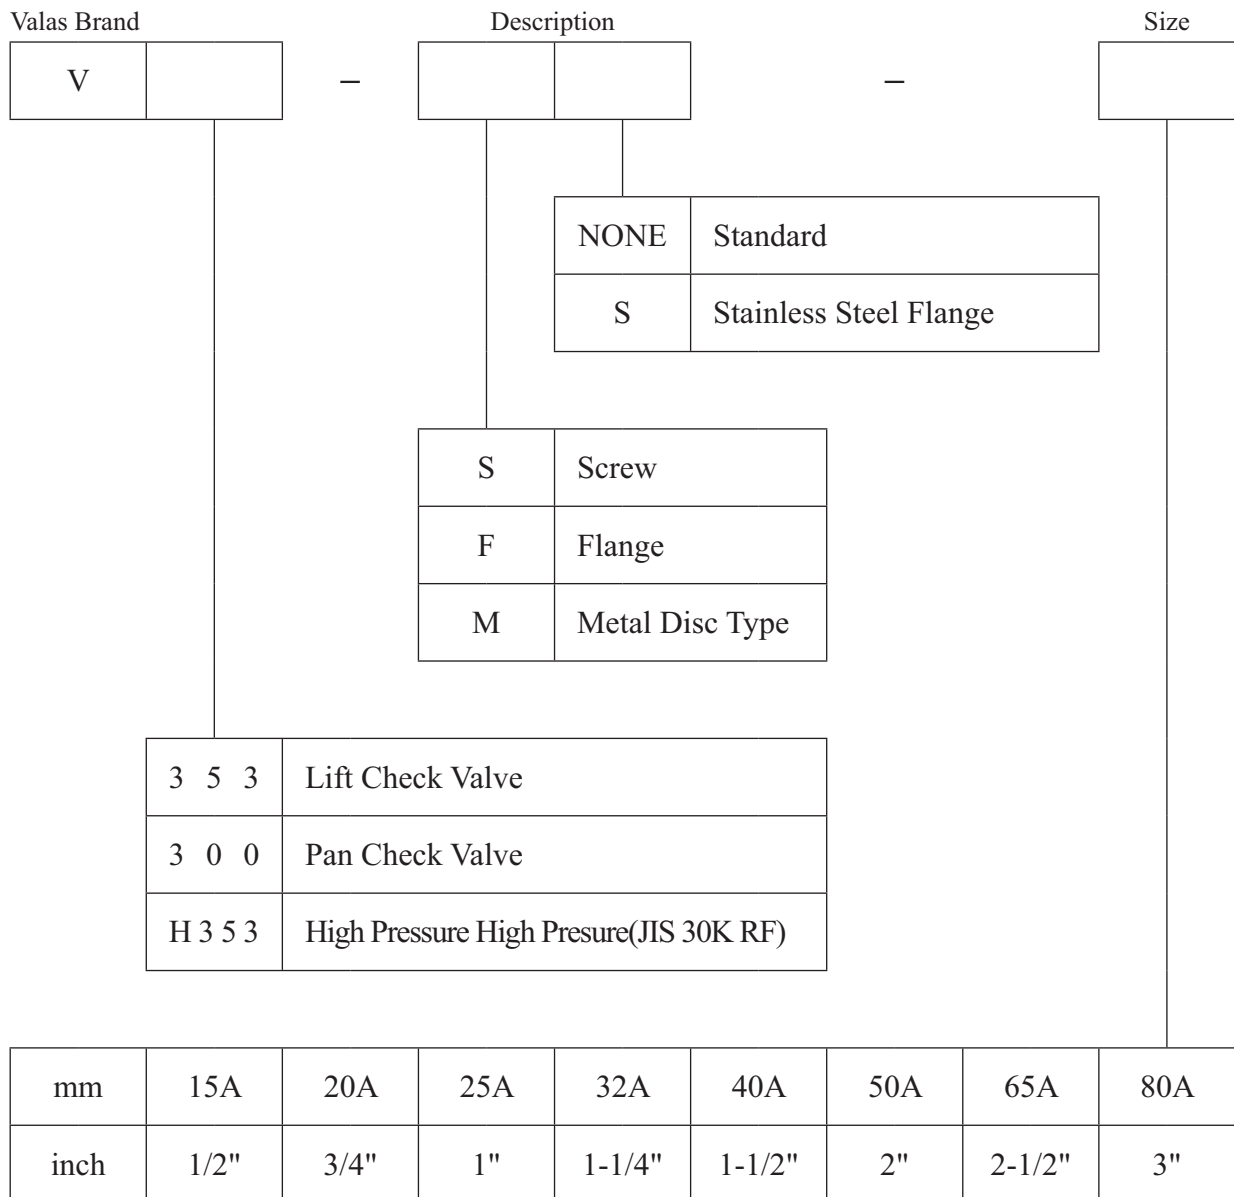 Valas Brand Description Size
V – –
NONE Standard
S Stainless Steel Flange
S Screw
F Flange
M Metal Disc Type
3 5 3 Lift Check Valve
3 0 0 Pan Check Valve
H 3 5 3 High Pressure High Presure(JIS 30K RF)
mm 15A 20A 25A 32A 40A 50A 65A 80A
inch 1/2" 3/4" 1" 1-1/4" 1-1/2" 2" 2-1/2" 3"